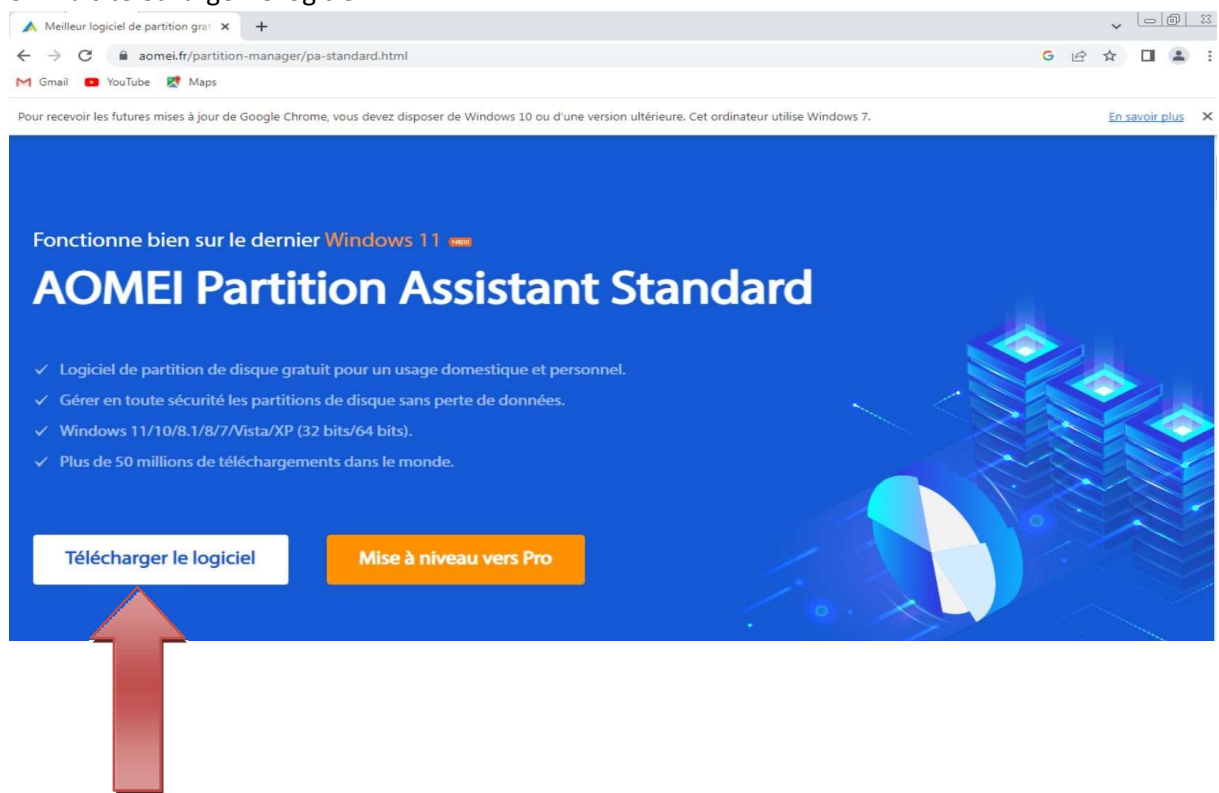 Meilleur logiciel de partition grat
aomei.fr/partition-manager/pa-standard.html
Gmail YouTube Maps
Pour recevoir les futures mises à jour de Google Chrome, vous devez disposer de Windows 10 ou d'une version ultérieure. Cet ordinateur utilise Windows 7. En savoir plus
Fonctionne bien sur le dernier Windows 11 NEW
AOMEI Partition Assistant Standard
Logiciel de partition de disque gratuit pour un usage domestique et personnel.
Gérer en toute sécurité les partitions de disque sans perte de données.
Windows 11/10/8.1/8/7/Vista/XP (32 bits/64 bits).
Plus de 50 millions de téléchargements dans le monde.
Télécharger le logiciel Mise à niveau vers Pro